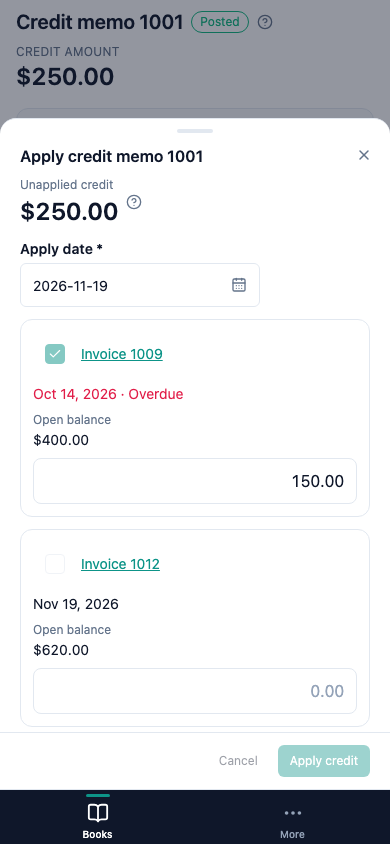 Credit memo 1001 Posted
CREDIT AMOUNT
$250.00
Apply credit memo 1001
Unapplied credit
$250.00
Apply date *
2026-11-19
Invoice 1009
Oct 14, 2026 · Overdue
Open balance
$400.00
150.00
Invoice 1012
Nov 19, 2026
Open balance
$620.00
0.00
Cancel
Apply credit
Books
More